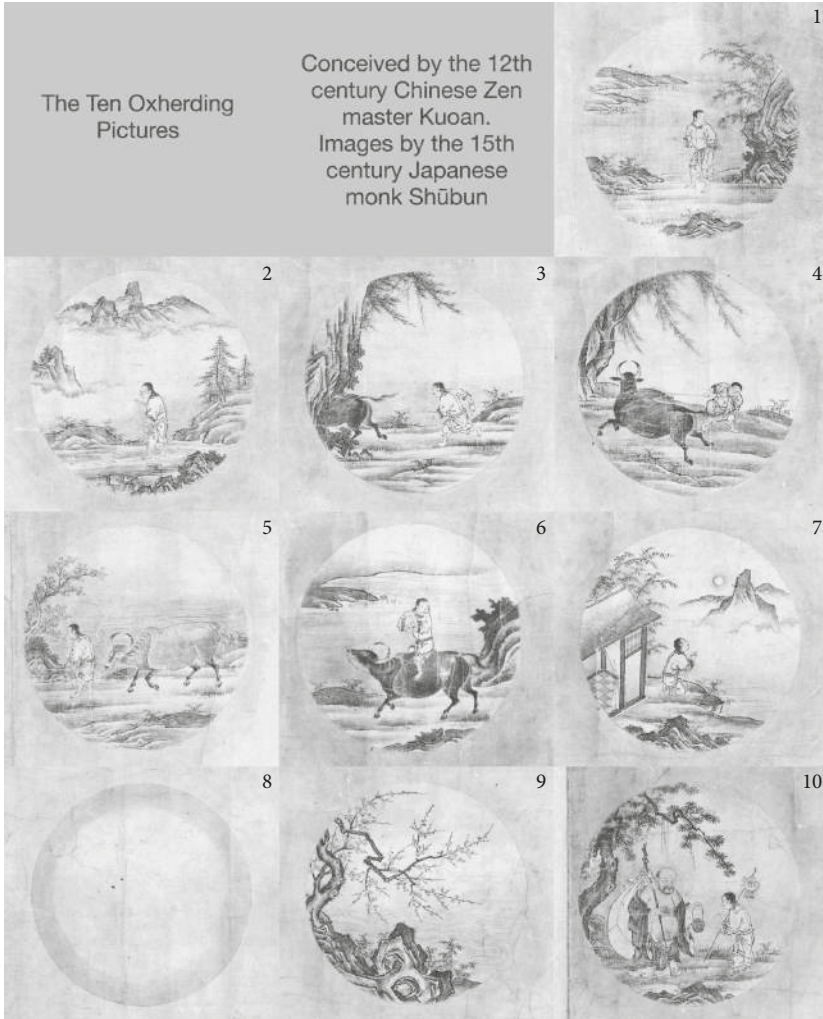 The Ten Oxherding
Pictures
Conceived by the 12th
century Chinese Zen
master Kuoan.
Images by the 15th
century Japanese
monk Shūbun
1
2
3
4
5
6
7
8
9
10